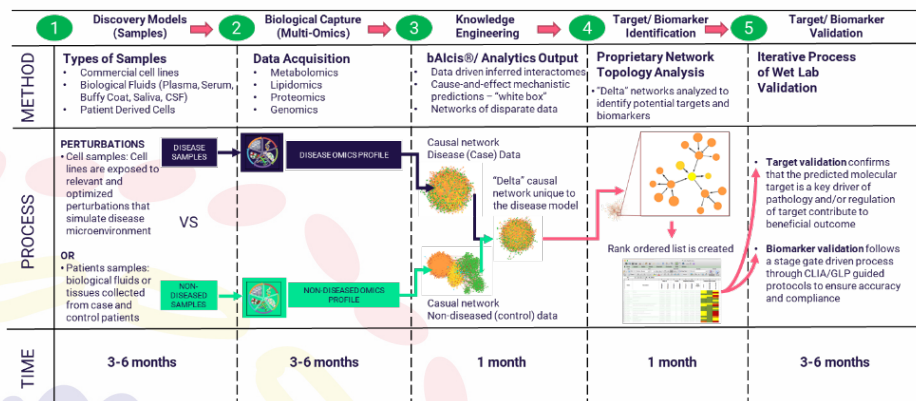 1
Discovery Models
(Samples)
2
Biological Capture
(Multi-Omics)
3
Knowledge
Engineering
4
Target/ Biomarker
Identification
5
Target/ Biomarker
Validation
METHOD
Types of Samples
• Commercial cell lines
• Biological Fluids (Plasma, Serum,
Buffy Coat, Saliva, CSF)
• Patient Derived Cells
Data Acquisition
• Metabolomics
• Lipidomics
• Proteomics
• Genomics
bAIcis®/ Analytics Output
• Data driven inferred interactomes
• Cause-and-effect mechanistic
predictions – “white box”
• Networks of disparate data
Proprietary Network
Topology Analysis
• “Delta” networks analyzed to
identify potential targets and
biomarkers
Iterative Process
of Wet Lab
Validation
PROCESS
PERTURBATIONS
• Cell samples: Cell
lines are exposed to
relevant and
optimized
perturbations that
simulate disease
microenvironment
OR
• Patients samples:
biological fluids or
tissues collected
from case and
control patients
DISEASE
SAMPLES
VS
NON-
DISEASED
SAMPLES
DISEASE OMICS PROFILE
NON-DISEASED OMICS
PROFILE
Causal network
Disease (Case) Data
“Delta” causal
network unique to
the disease model
Casual network
Non-diseased (control) data
Rank ordered list is created
• Target validation confirms
that the predicted molecular
target is a key driver of
pathology and/or regulation
of target contribute to
beneficial outcome
• Biomarker validation follows
a stage gate driven process
through CLIA/GLP guided
protocols to ensure accuracy
and compliance
TIME
3-6 months
3-6 months
1 month
1 month
3-6 months